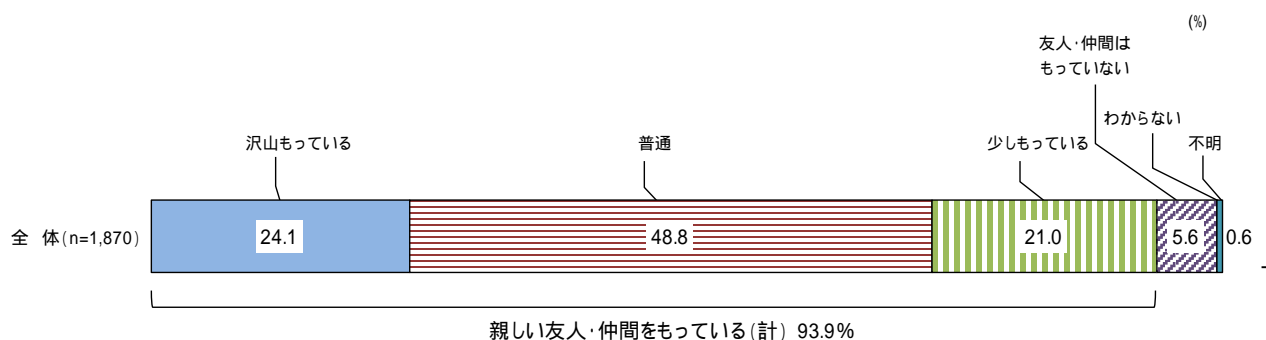 (%)
友人・仲間は
もっていない
わからない
沢山もっている
普通
少しもっている
不明
全 体(n=1,870)
24.1
48.8
21.0
5.6
0.6
-
親しい友人・仲間をもっている(計) 93.9%